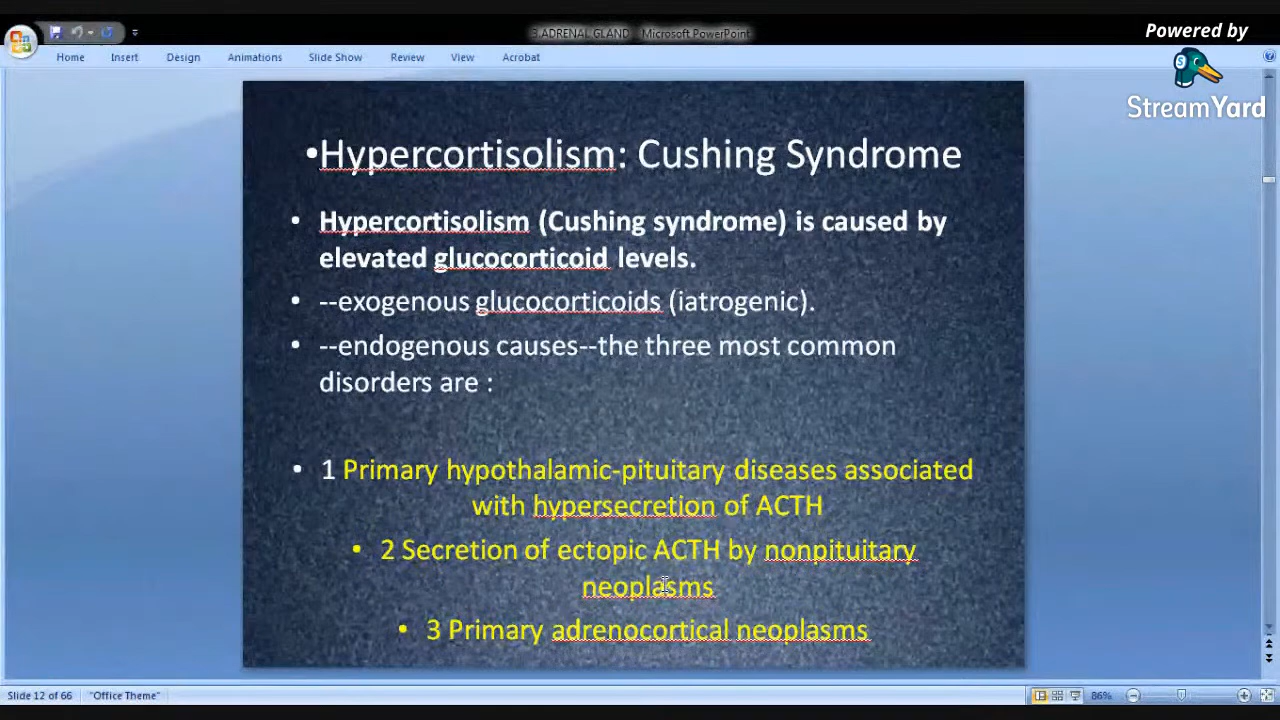 3.ADRENAL GLAND - Microsoft PowerPoint
Powered by
StreamYard
Home Insert Design Animations Slide Show Review View Acrobat
•Hypercortisolism: Cushing Syndrome
• Hypercortisolism (Cushing syndrome) is caused by
elevated glucocorticoid levels.
• --exogenous glucocorticoids (iatrogenic).
• --endogenous causes--the three most common
disorders are :
• 1 Primary hypothalamic-pituitary diseases associated
with hypersecretion of ACTH
• 2 Secretion of ectopic ACTH by nonpituitary
neoplasms
• 3 Primary adrenocortical neoplasms
Slide 12 of 66 "Office Theme" 86%